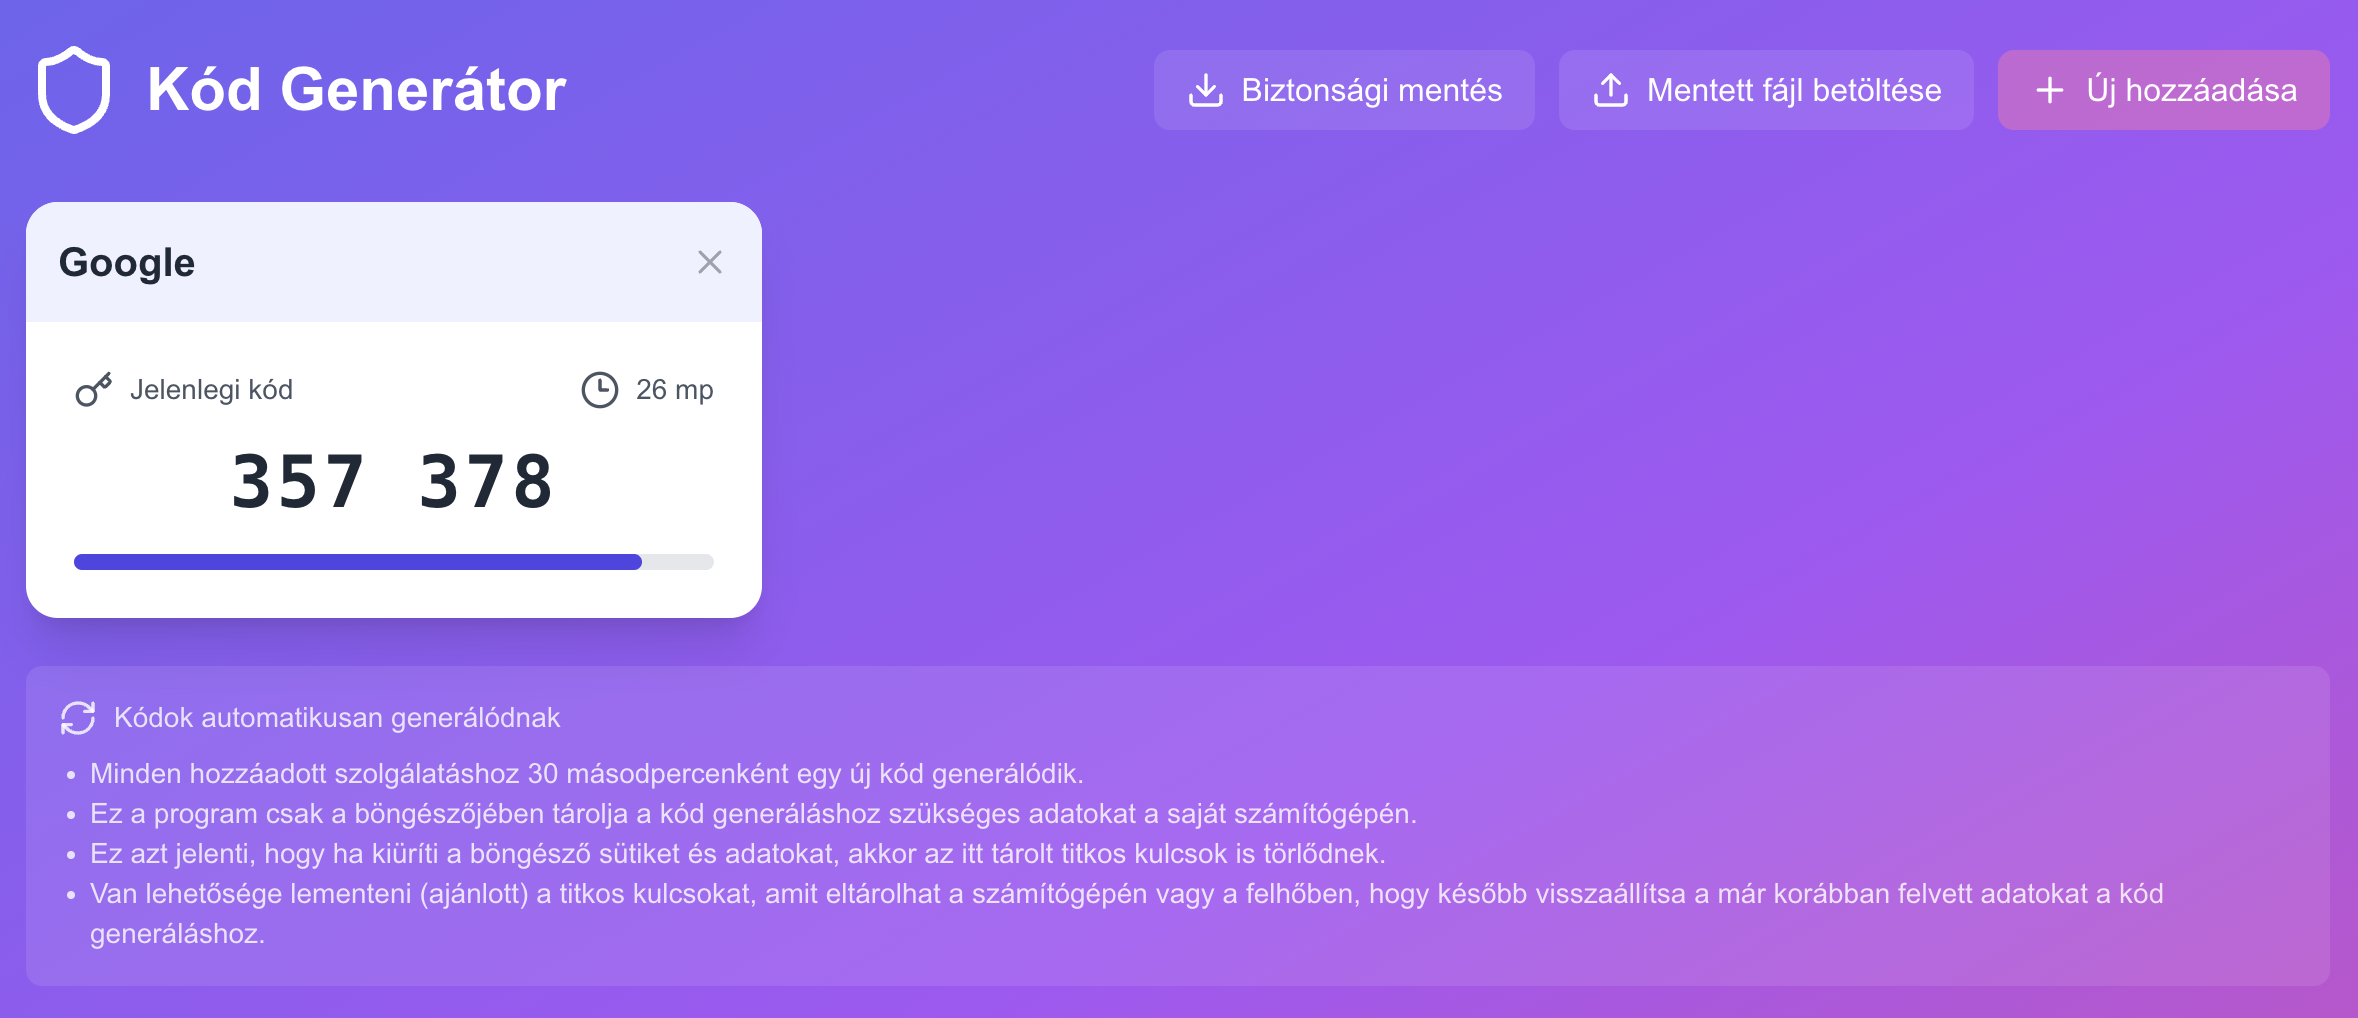 Kód Generátor
Biztonsági mentés
Mentett fájl betöltése
Új hozzáadása
Google
Jelenlegi kód
26 mp
357 378
Kódok automatikusan generálódnak
• Minden hozzáadott szolgálatáshoz 30 másodpercenként egy új kód generálódik.
• Ez a program csak a böngészőjében tárolja a kód generáláshoz szükséges adatokat a saját számítógépén.
• Ez azt jelenti, hogy ha kiüríti a böngésző sütiket és adatokat, akkor az itt tárolt titkos kulcsok is törlődnek.
• Van lehetősége lementeni (ajánlott) a titkos kulcsokat, amit eltárolhat a számítógépén vagy a felhőben, hogy később visszaállítsa a már korábban felvett adatokat a kód
generáláshoz.